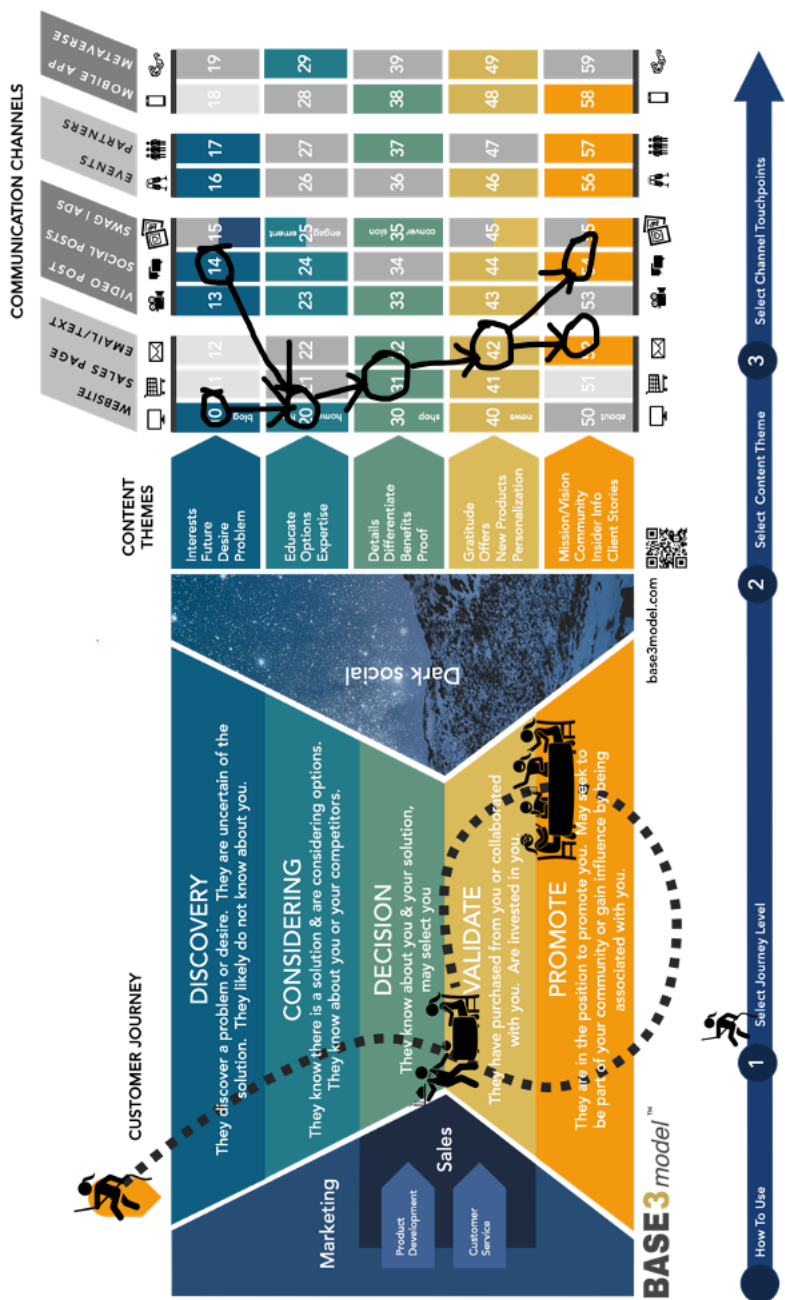 COMMUNICATION CHANNELS
WEBSITE
SALES PAGE
EMAIL/TEXT
VIDEO POST
SOCIAL POSTS
SWAG | ADS
EVENTS
PARTNERS
MOBILE APP
METAVERSE
CUSTOMER JOURNEY
CONTENT
THEMES
Marketing
Sales
Product
Development
Customer
Service
DISCOVERY
They discover a problem or desire. They are uncertain of the
solution. They likely do not know about you.
CONSIDERING
They know there is a solution & are considering options.
They know about you or your competitors.
DECISION
They know about you & your solution,
may select you
VALIDATE
They have purchased from you or collaborated
with you. Are invested in you.
PROMOTE
They are in the position to promote you. May seek to
be part of your community or gain influence by being
associated with you.
Dark social
Interests
Future
Desire
Problem
Educate
Options
Expertise
Details
Differentiate
Benefits
Proof
Gratitude
Offers
New Products
Personalization
Mission/Vision
Community
Insider Info
Client Stories
10 11 12 13 14 15 16 17 18 19
blog
20 21 22 23 24 25 26 27 28 29
engag ement
30 31 33 34 35 36 37 38 39
shop
conver
sion
40 41 42 43 44 45 46 47 48 49
news
50 51 53 54 56 57 58 59
about
BASE3model™
base3model.com
How To Use
1 Select Journey Level
2 Select Content Theme
3 Select Channel Touchpoints